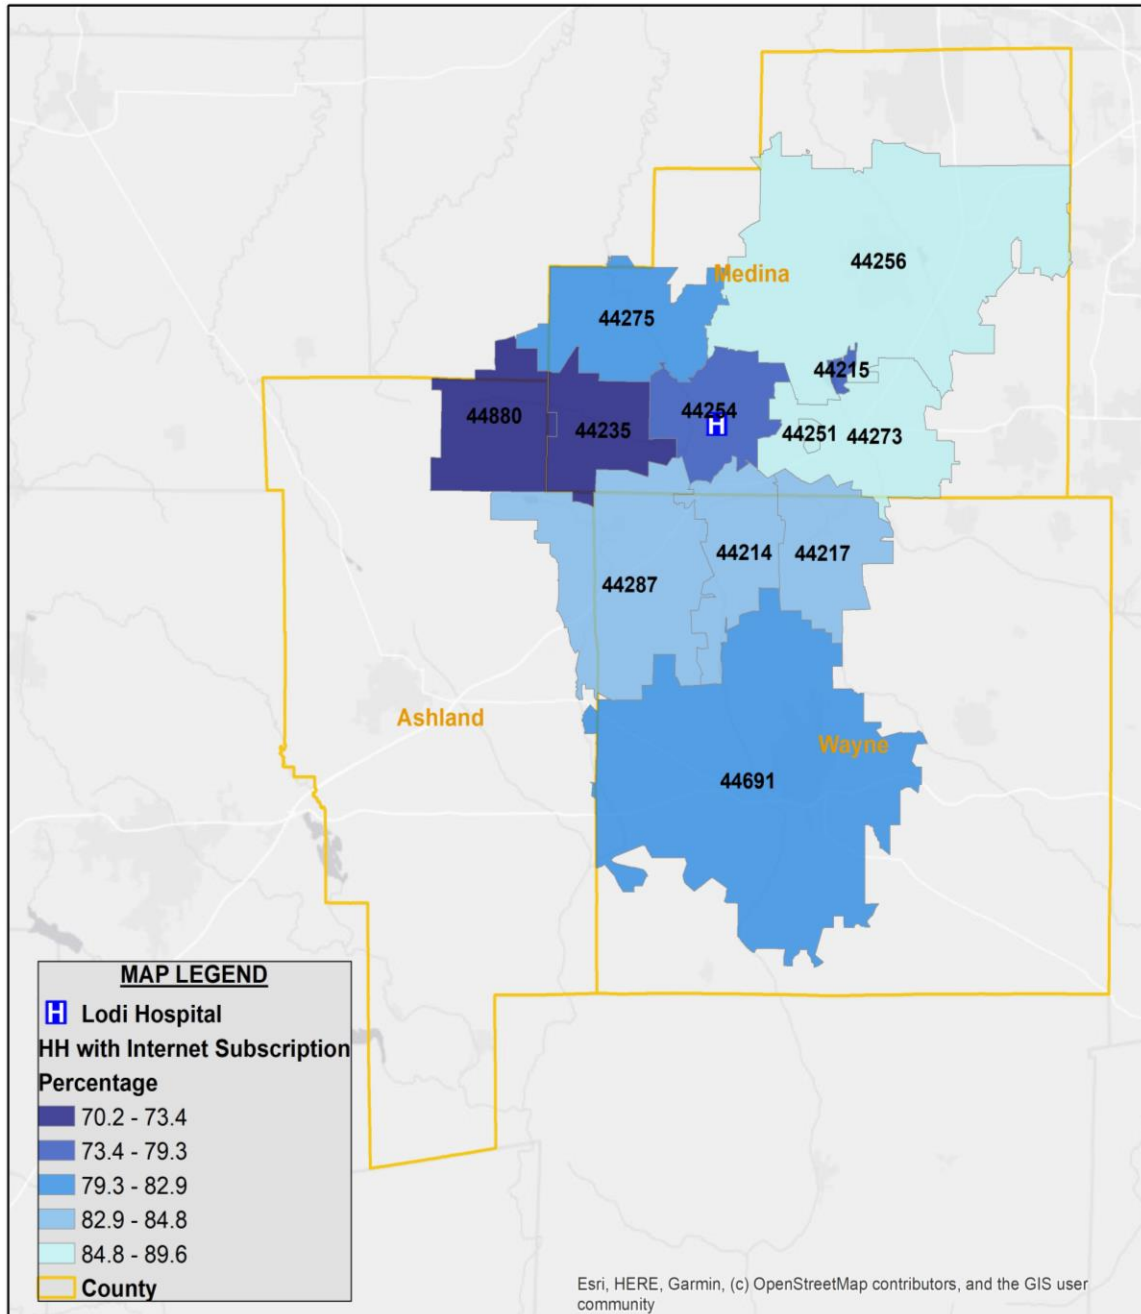 44256
Medina
44275
44215
44254
H
44880
44235
44251
44273
44214
44217
44287
Ashland
Wayne
44691
MAP LEGEND
H Lodi Hospital
HH with Internet Subscription
Percentage
70.2 - 73.4
73.4 - 79.3
79.3 - 82.9
82.9 - 84.8
84.8 - 89.6
County
Esri, HERE, Garmin, (c) OpenStreetMap contributors, and the GIS user
community